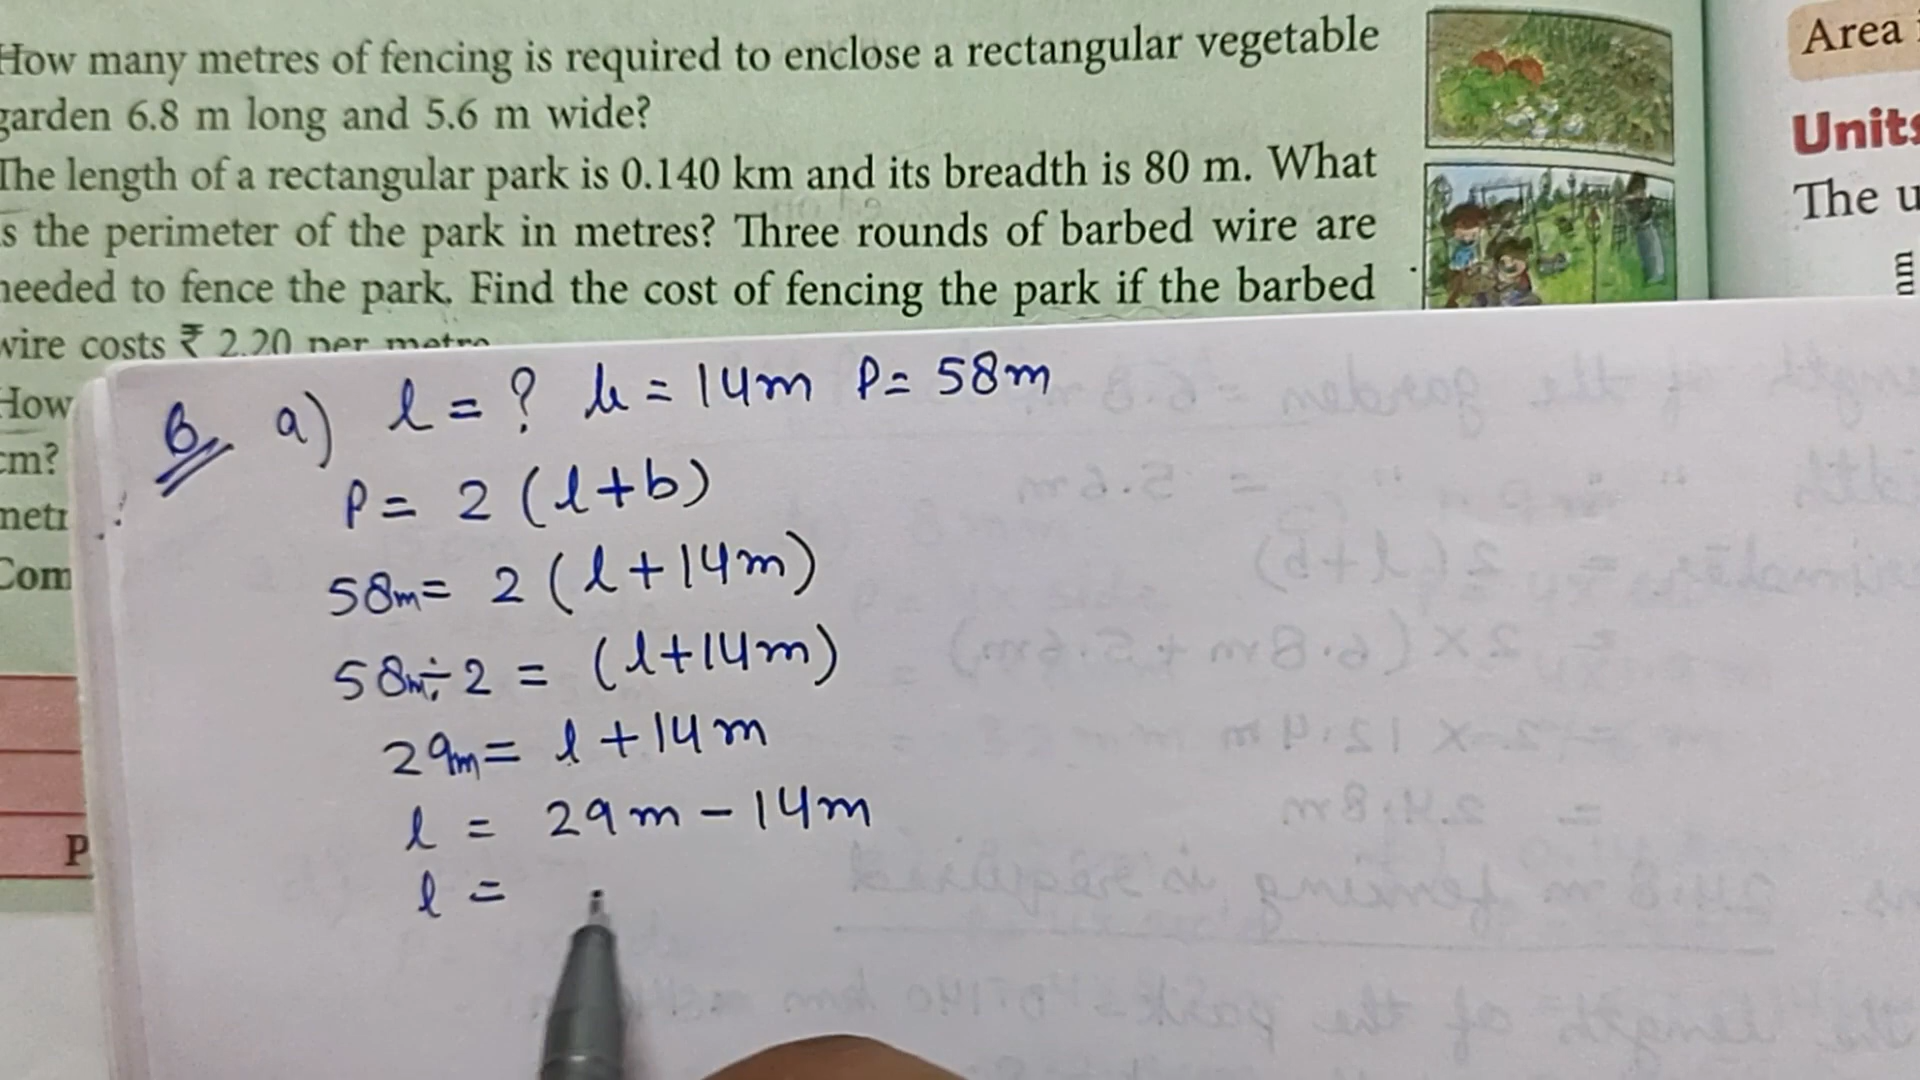 How many metres of fencing is required to enclose a rectangular vegetable
garden 6.8 m long and 5.6 m wide?
The length of a rectangular park is 0.140 km and its breadth is 80 m. What
is the perimeter of the park in metres? Three rounds of barbed wire are
needed to fence the park. Find the cost of fencing the park if the barbed
wire costs ₹ 2.20 per metre
How
cm?
metr
Com
P
Area
Units
The u
B a) l = ? b = 14m P = 58m
P = 2 (l+b)
58m = 2 (l+14m)
58m÷2 = (l+14m)
29m = l+14m
l = 29m - 14m
l =